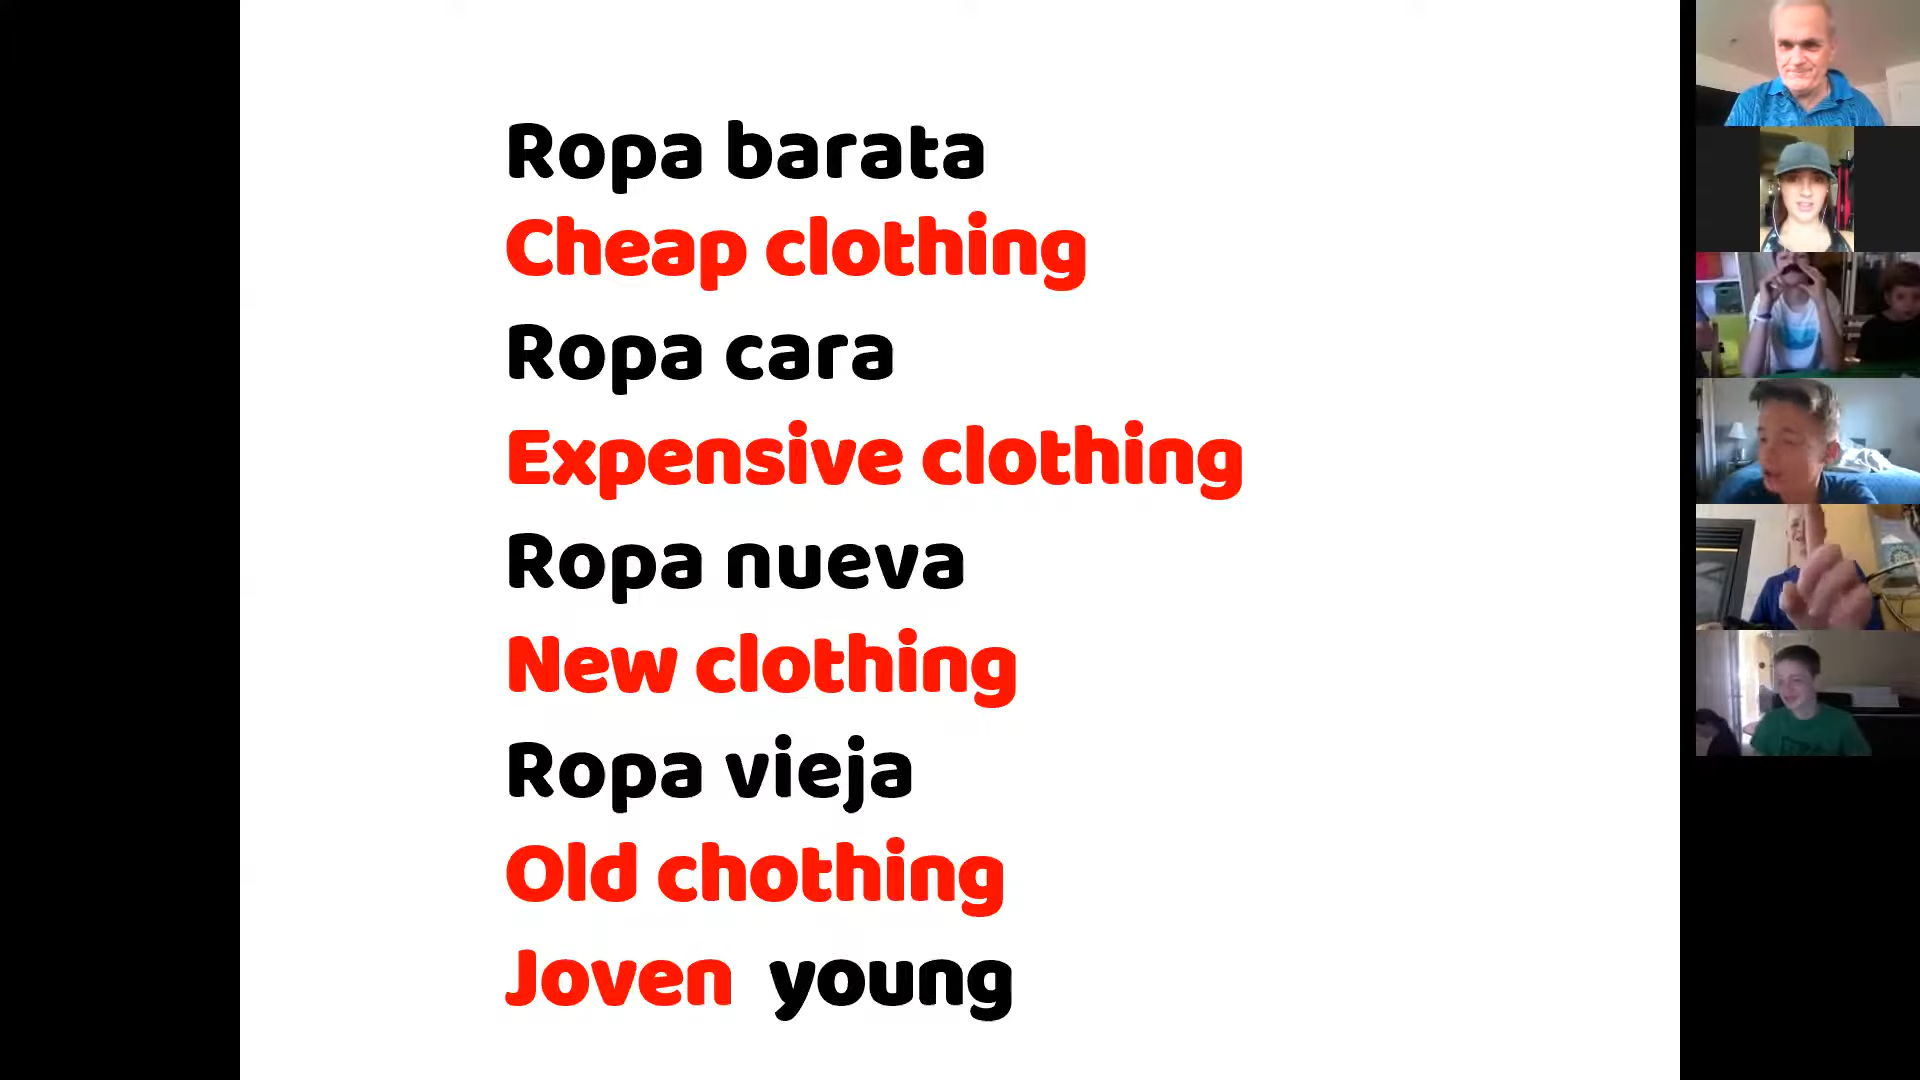 Ropa barata
Cheap clothing
Ropa cara
Expensive clothing
Ropa nueva
New clothing
Ropa vieja
Old chothing
Joven young